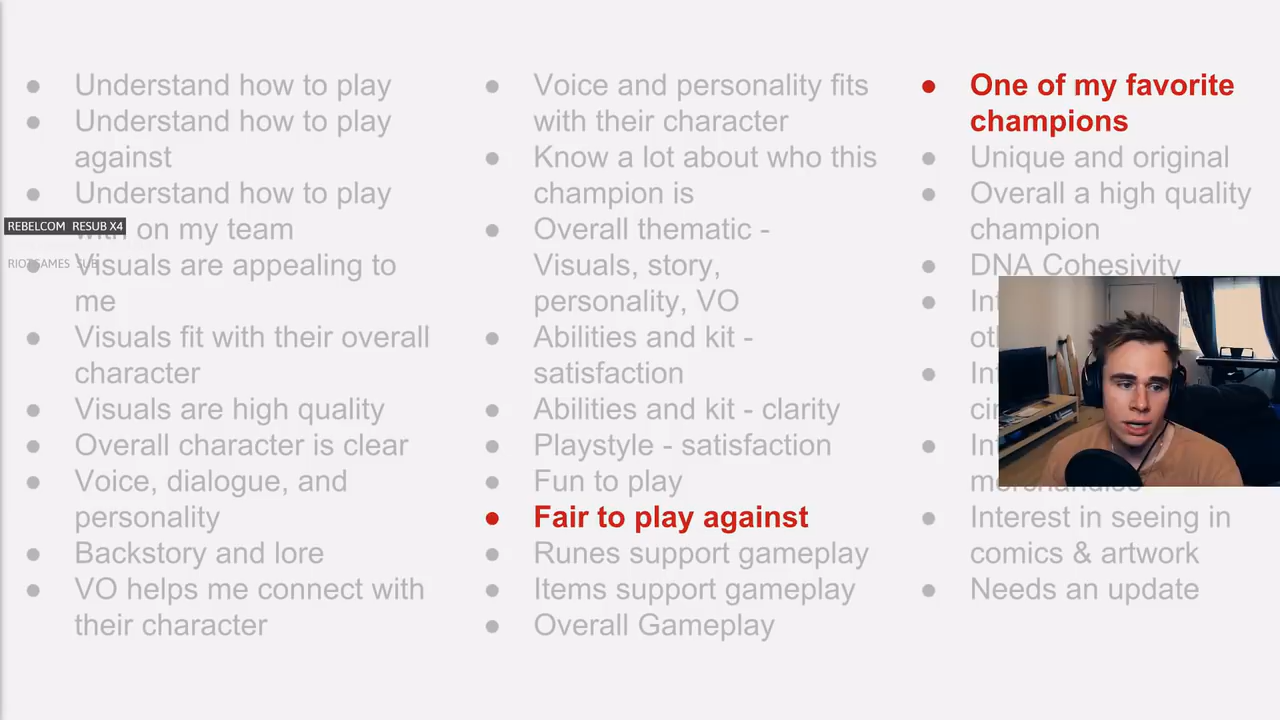 Understand how to play
Understand how to play
against
Understand how to play
with on my team
Visuals are appealing to
me
Visuals fit with their overall
character
Visuals are high quality
Overall character is clear
Voice, dialogue, and
personality
Backstory and lore
VO helps me connect with
their character
REBELCOM RESUB X4
RIOTGAMES SUB
Voice and personality fits
with their character
Know a lot about who this
champion is
Overall thematic -
Visuals, story,
personality, VO
Abilities and kit -
satisfaction
Abilities and kit - clarity
Playstyle - satisfaction
Fun to play
Fair to play against
Runes support gameplay
Items support gameplay
Overall Gameplay
One of my favorite
champions
Unique and original
Overall a high quality
champion
DNA Cohesivity
Interest in seeing in
comics & artwork
Needs an update